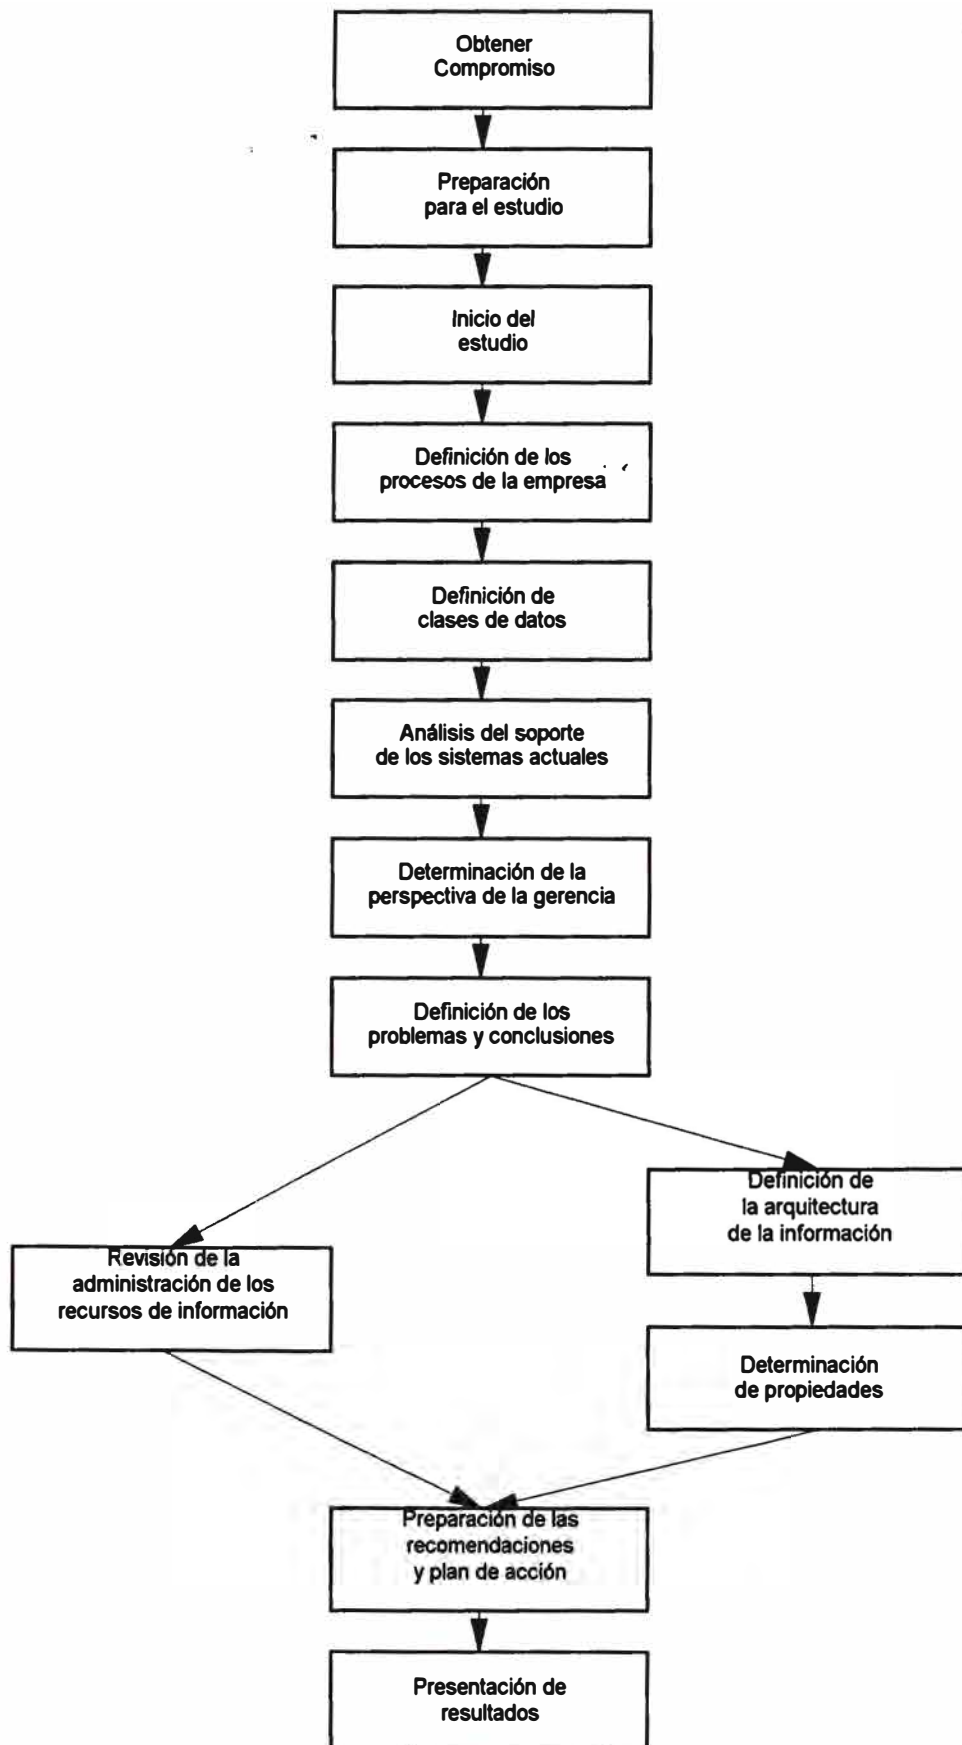 Obtener
Compromiso
Preparación
para el estudio
Inicio del
estudio
Definición de los
procesos de la empresa
Definición de
clases de datos
Análisis del soporte
de los sistemas actuales
Determinación de la
perspectiva de la gerencia
Definición de los
problemas y conclusiones
Definición de
la arquitectura
de la información
Revisión de la
administración de los
recursos de información
Determinación
de propiedades
Preparación de las
recomendaciones
y plan de acción
Presentación de
resultados